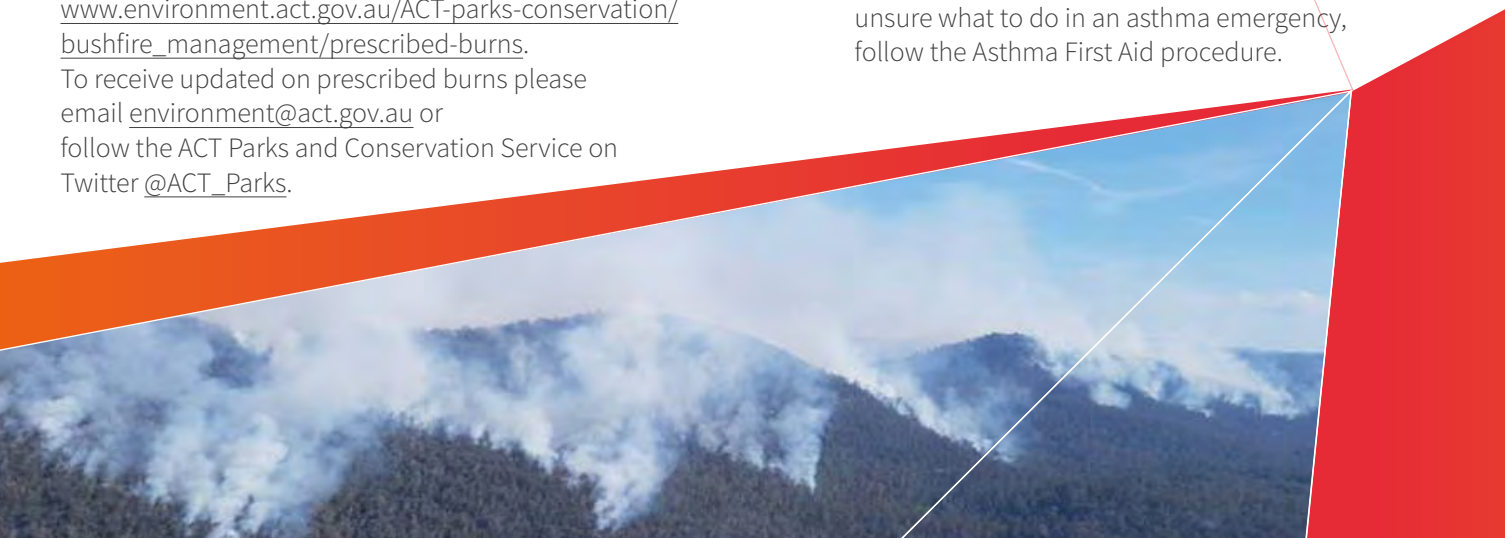 www.environment.act.gov.au/ACT-parks-conservation/
bushfire_management/prescribed-burns.
To receive updated on prescribed burns please
email environment@act.gov.au or
follow the ACT Parks and Conservation Service on
Twitter @ACT_Parks.
unsure what to do in an asthma emergency,
follow the Asthma First Aid procedure.